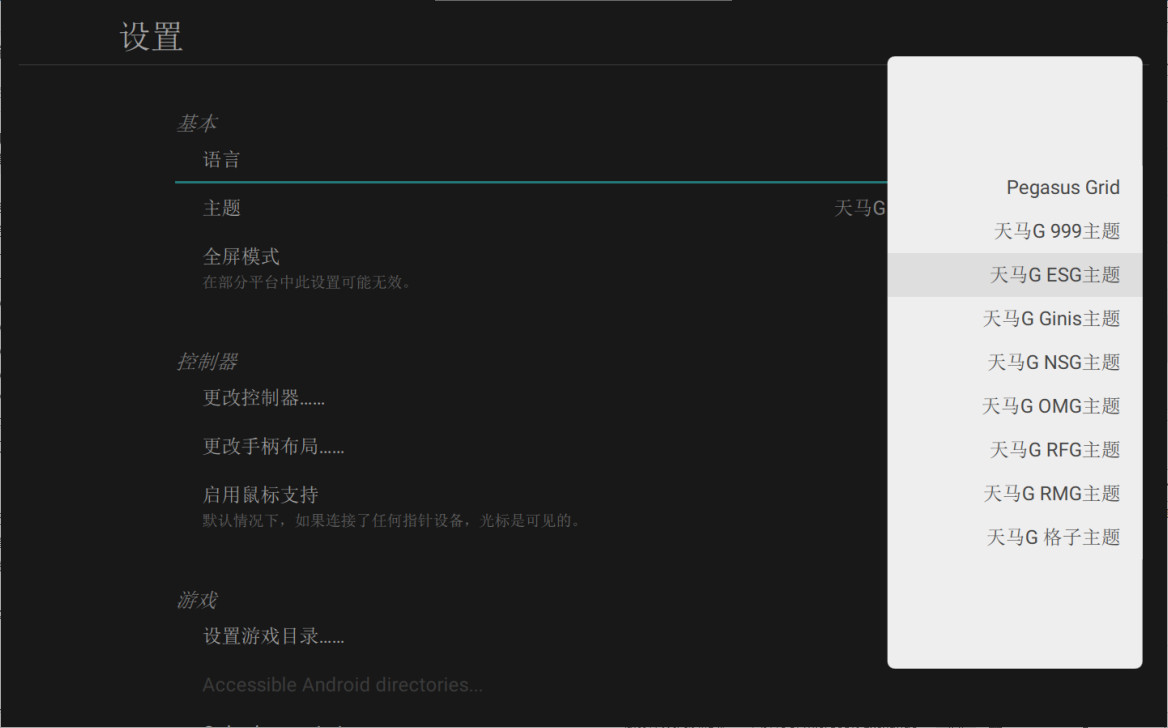 设置
基本
语言
主题
天马G
全屏模式
在部分平台中此设置可能无效。
控制器
更改控制器......
更改手柄布局......
启用鼠标支持
默认情况下，如果连接了任何指针设备，光标是可见的。
游戏
设置游戏目录......
Accessible Android directories...
Pegasus Grid
天马G 999主题
天马G ESG主题
天马G Ginis主题
天马G NSG主题
天马G OMG主题
天马G RFG主题
天马G RMG主题
天马G 格子主题